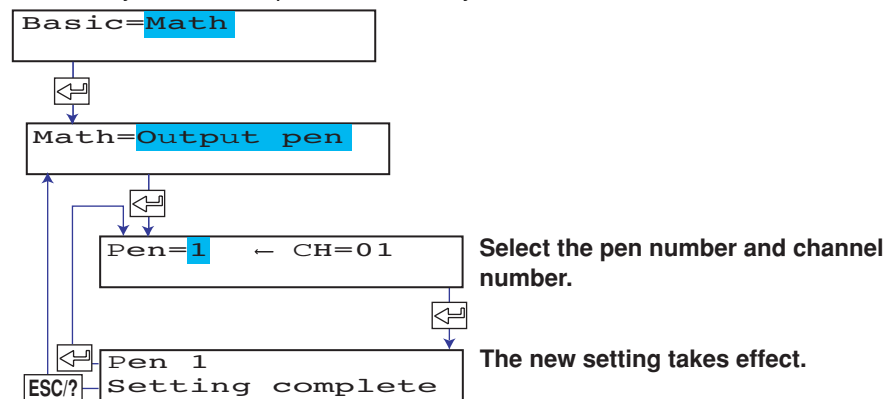 Basic=Math
Math=Output pen
Pen=1 ← CH=01
Select the pen number and channel
number.
Pen 1
Setting complete
The new setting takes effect.
ESC/?